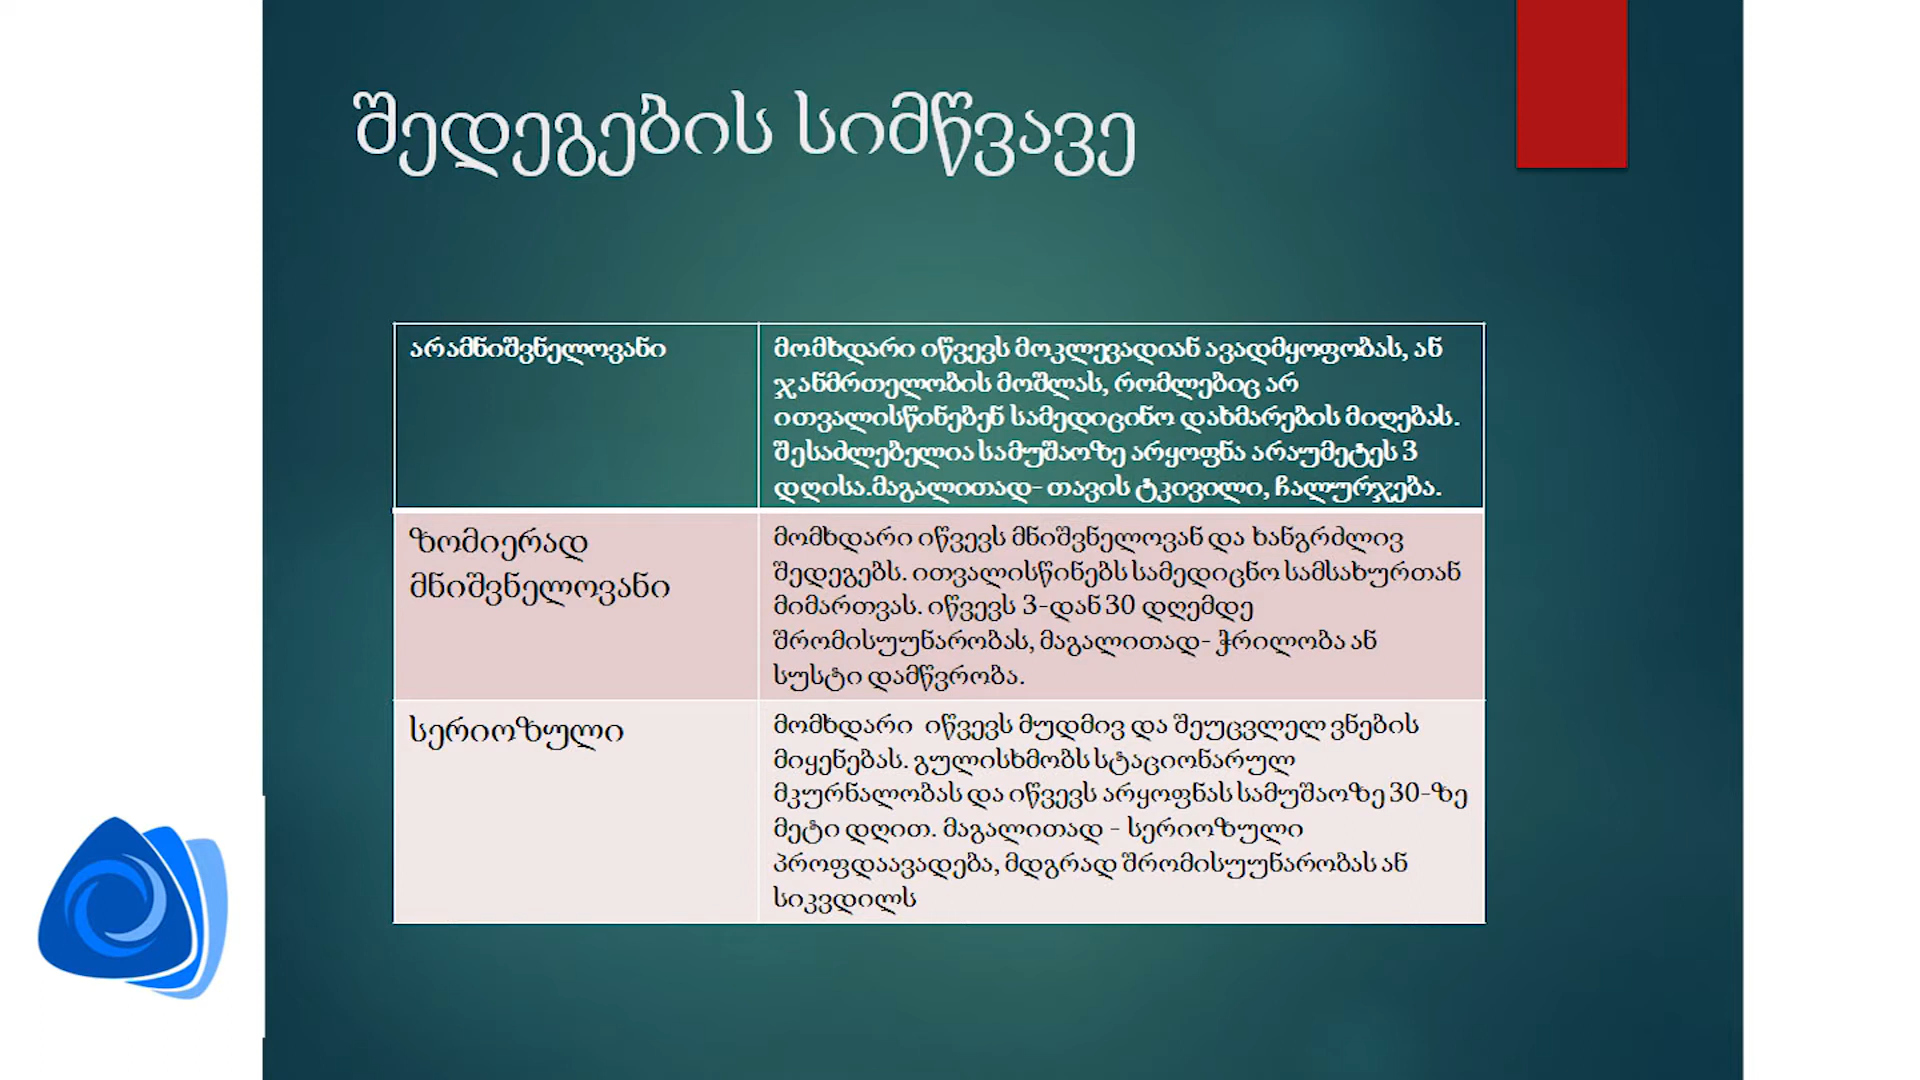 შედეგების სიმწვავე
არამნიშვნელოვანი
მომხდარი იწვევს მოკლევადიან ავადმყოფობას, ან
ჯანმრთელობის მოშლას, რომლებიც არ
ითვალისწინებენ სამედიცინო დახმარების მიღებას.
შესაძლებელია სამუშაოზე არყოფნა არაუმეტეს 3
დღისა.მაგალითად- თავის ტკივილი, ჩალურჯება.
ზომიერად
მნიშვნელოვანი
მომხდარი იწვევს მნიშვნელოვან და ხანგრძლივ
შედეგებს. ითვალისწინებს სამედიცნო სამსახურთან
მიმართვას. იწვევს 3-დან 30 დღემდე
შრომისუუნარობას, მაგალითად- ჭრილობა ან
სუსტი დამწვრობა.
სერიოზული
მომხდარი იწვევს მუდმივ და შეუცვლელ ვნების
მიყენებას. გულისხმობს სტაციონარულ
მკურნალობას და იწვევს არყოფნას სამუშაოზე 30-ზე
მეტი დღით. მაგალითად - სერიოზული
პროფდაავადება, მდგრად შრომისუუნარობას ან
სიკვდილს